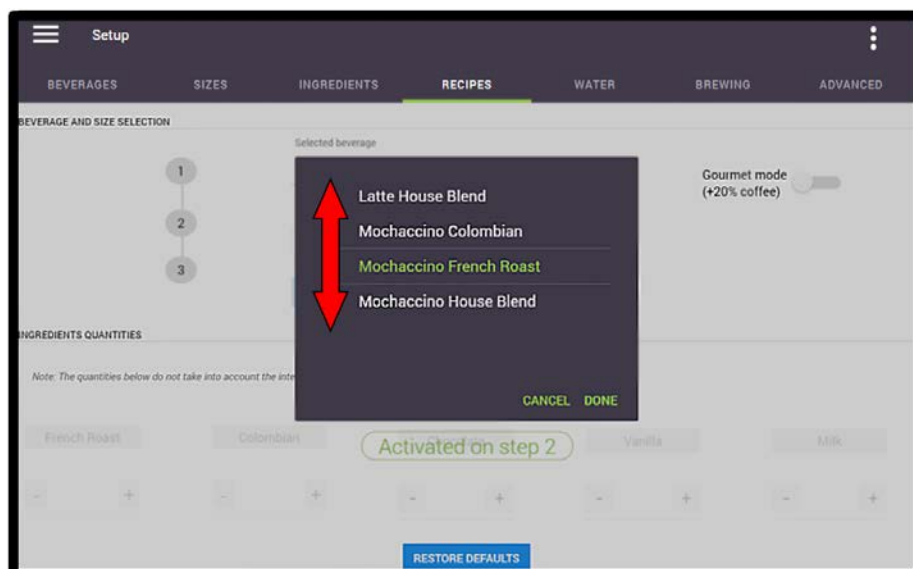 Setup
BEVERAGES SIZES INGREDIENTS RECIPES WATER BREWING ADVANCED
BEVERAGE AND SIZE SELECTION
Selected beverage
1
2
3
Latte House Blend
Mochaccino Colombian
Mochaccino French Roast
Mochaccino House Blend
CANCEL DONE
Gourmet mode
(+20% coffee)
INGREDIENTS QUANTITIES
Note: The quantities below do not take into account the
French Roast Colombian Chocolate Vanilla Milk
Activated on step 2
- + - + - + - + - +
RESTORE DEFAULTS